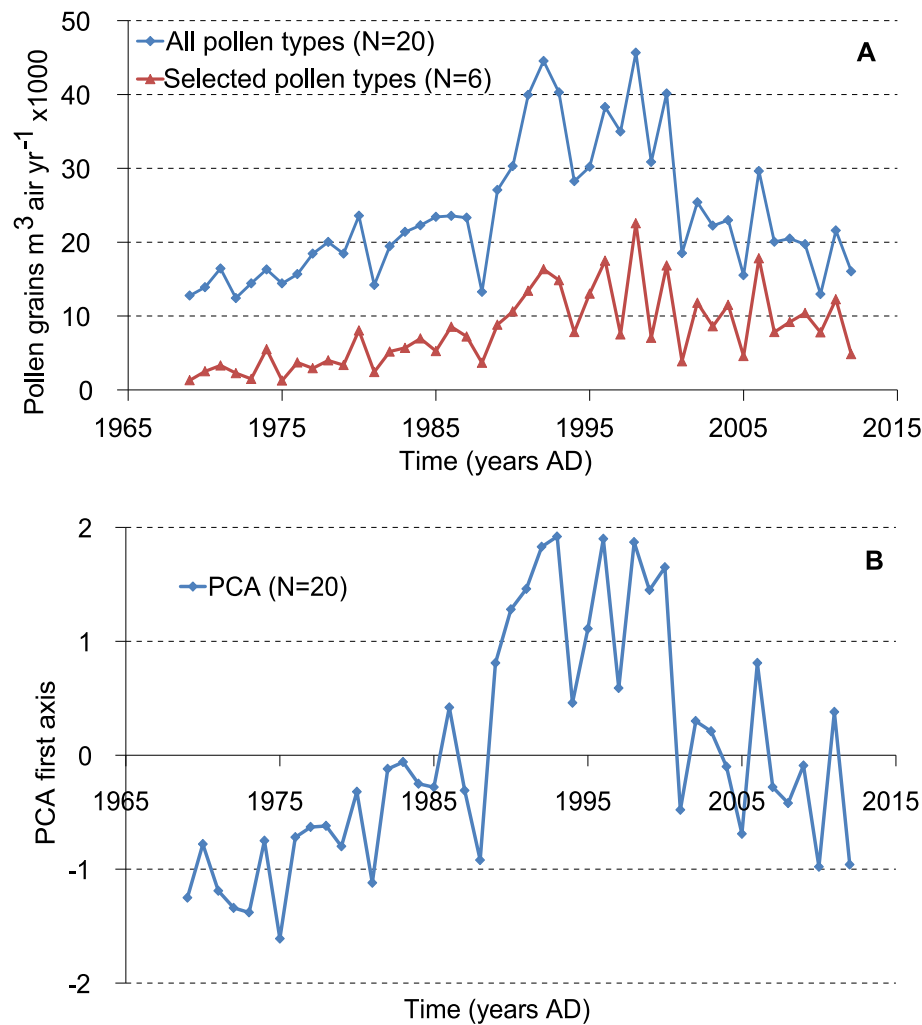 50
All pollen types (N=20)
A
Selected pollen types (N=6)
40
30
20
10
0
Pollen grains m³ air yr⁻¹ x1000
1965 1975 1985 1995 2005 2015
Time (years AD)
2
B
PCA (N=20)
1
0
PCA first axis
1965 1975 1985 1995 2005 2015
-1
-2
Time (years AD)